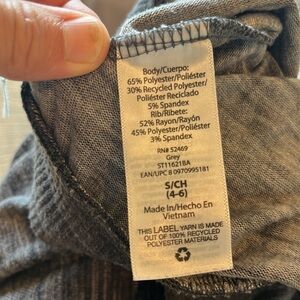 Body/Cuerpo:
65% Polyester/Poliéster
30% Recycled Polyester/
Poliéster Reciclado
5% Spandex
Rib/Ribete:
52% Rayon/Rayón
45% Polyester/Poliéster
3% Spandex
RN# 52469
Grey
ST11621BA
EAN/UPC 8 0970995181
S/CH
(4-6)
Made In/Hecho En
Vietnam
THIS LABEL YARN IS MADE
OUT OF 100% RECYCLED
POLYESTER MATERIALS